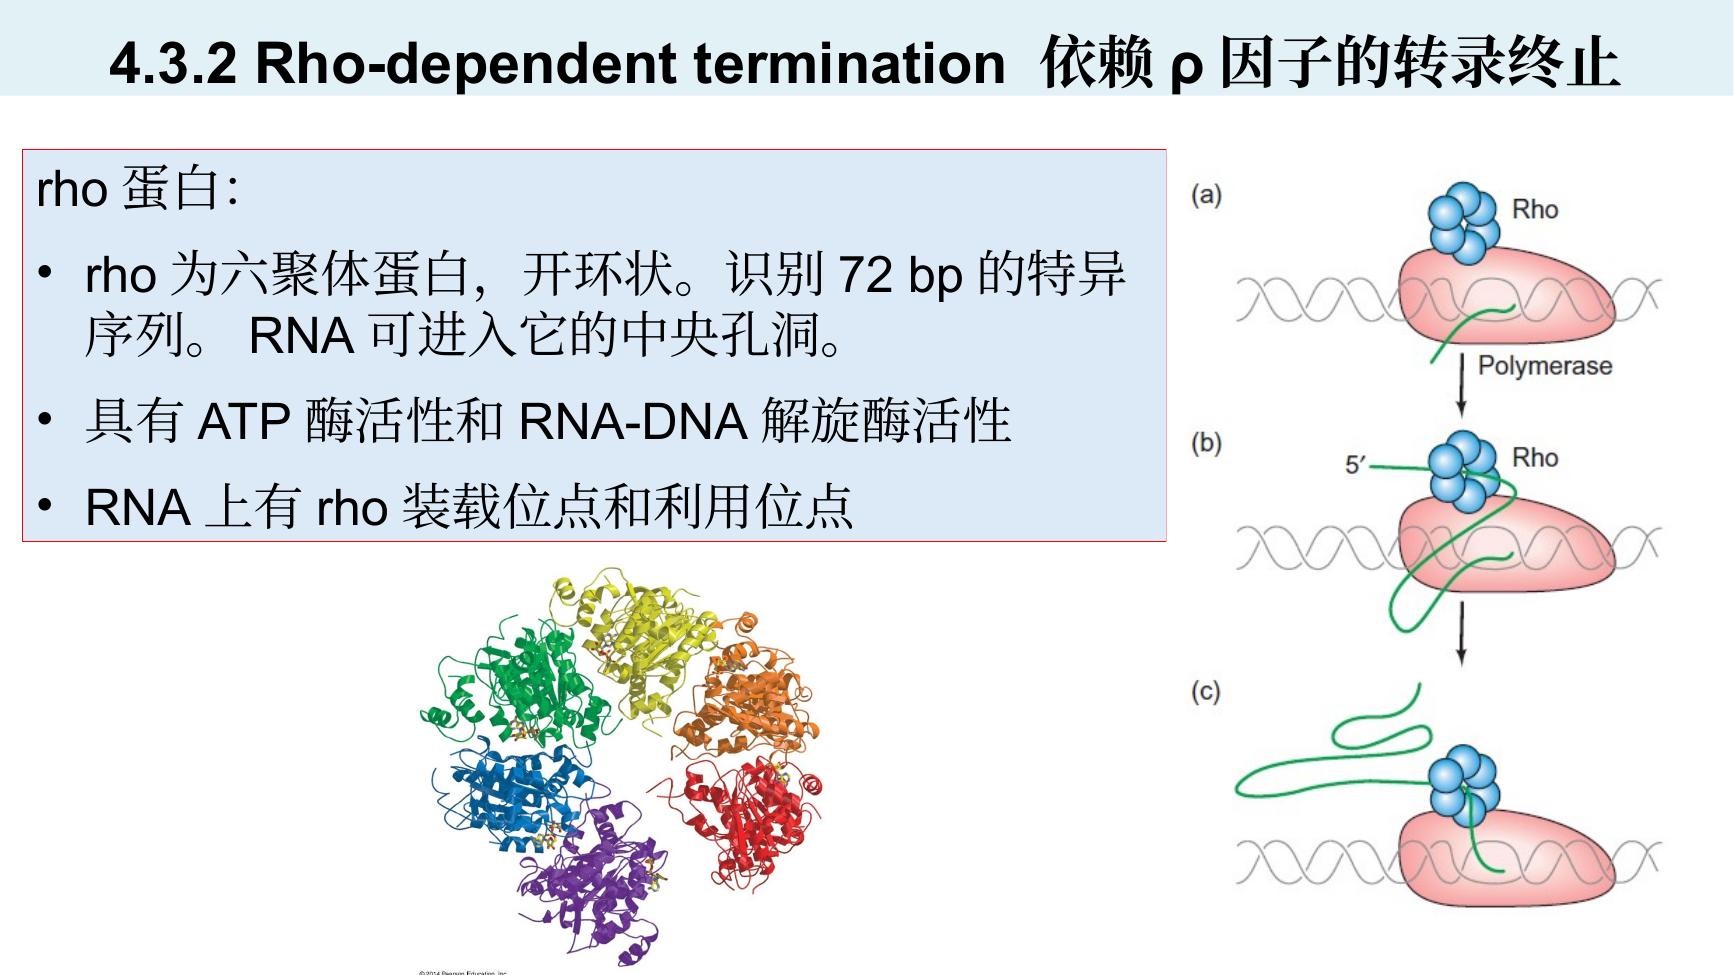 4.3.2 Rho-dependent termination 依赖 ρ 因子的转录终止
rho 蛋白：
• rho 为六聚体蛋白，开环状。识别 72 bp 的特异
序列。 RNA 可进入它的中央孔洞。
• 具有 ATP 酶活性和 RNA-DNA 解旋酶活性
• RNA 上有 rho 装载位点和利用位点
(a)
Rho
Polymerase
(b)
5′
Rho
(c)
© 2014 Pearson Education, Inc.